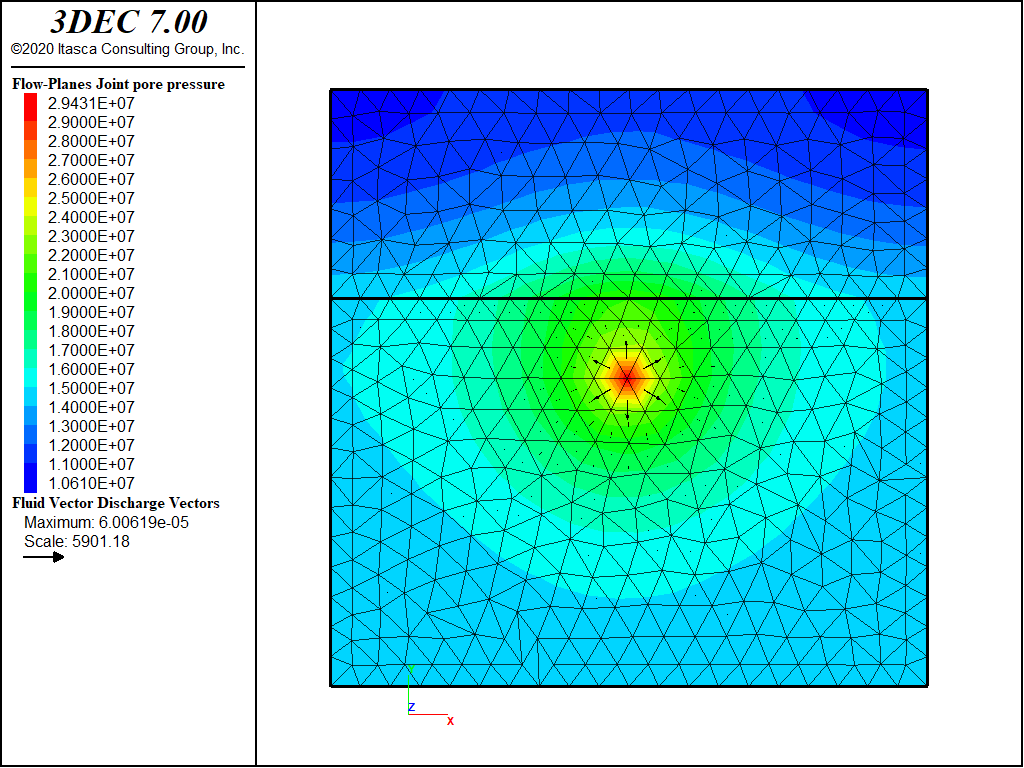 3DEC 7.00
©2020 Itasca Consulting Group, Inc.
Flow-Planes Joint pore pressure
2.9431E+07
2.9000E+07
2.8000E+07
2.7000E+07
2.6000E+07
2.5000E+07
2.4000E+07
2.3000E+07
2.2000E+07
2.1000E+07
2.0000E+07
1.9000E+07
1.8000E+07
1.7000E+07
1.6000E+07
1.5000E+07
1.4000E+07
1.3000E+07
1.2000E+07
1.1000E+07
1.0610E+07
Fluid Vector Discharge Vectors
Maximum: 6.00619e-05
Scale: 5901.18
Y
Z
X